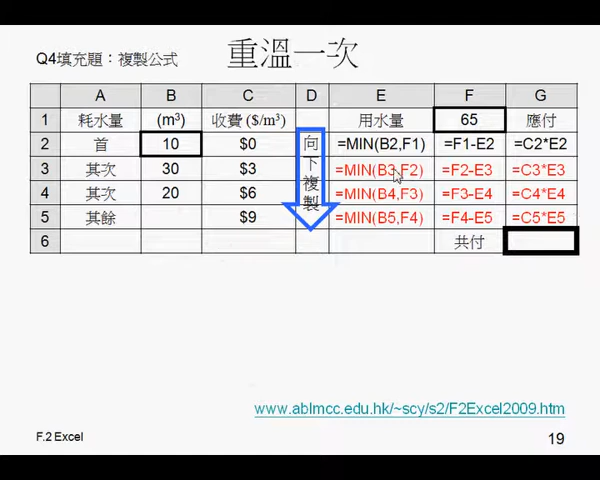 重溫一次
Q4填充題：複製公式
A B C D E F G
1 耗水量 (m³) 收費 ($/m³) 用水量 65 應付
2 首 10 $0 向 =MIN(B2,F1) =F1-E2 =C2*E2
3 其次 30 $3 下 =MIN(B3,F2) =F2-E3 =C3*E3
4 其次 20 $6 複 =MIN(B4,F3) =F3-E4 =C4*E4
5 其餘 $9 製 =MIN(B5,F4) =F4-E5 =C5*E5
6 共付
www.ablmcc.edu.hk/~scy/s2/F2Excel2009.htm
F.2 Excel
19